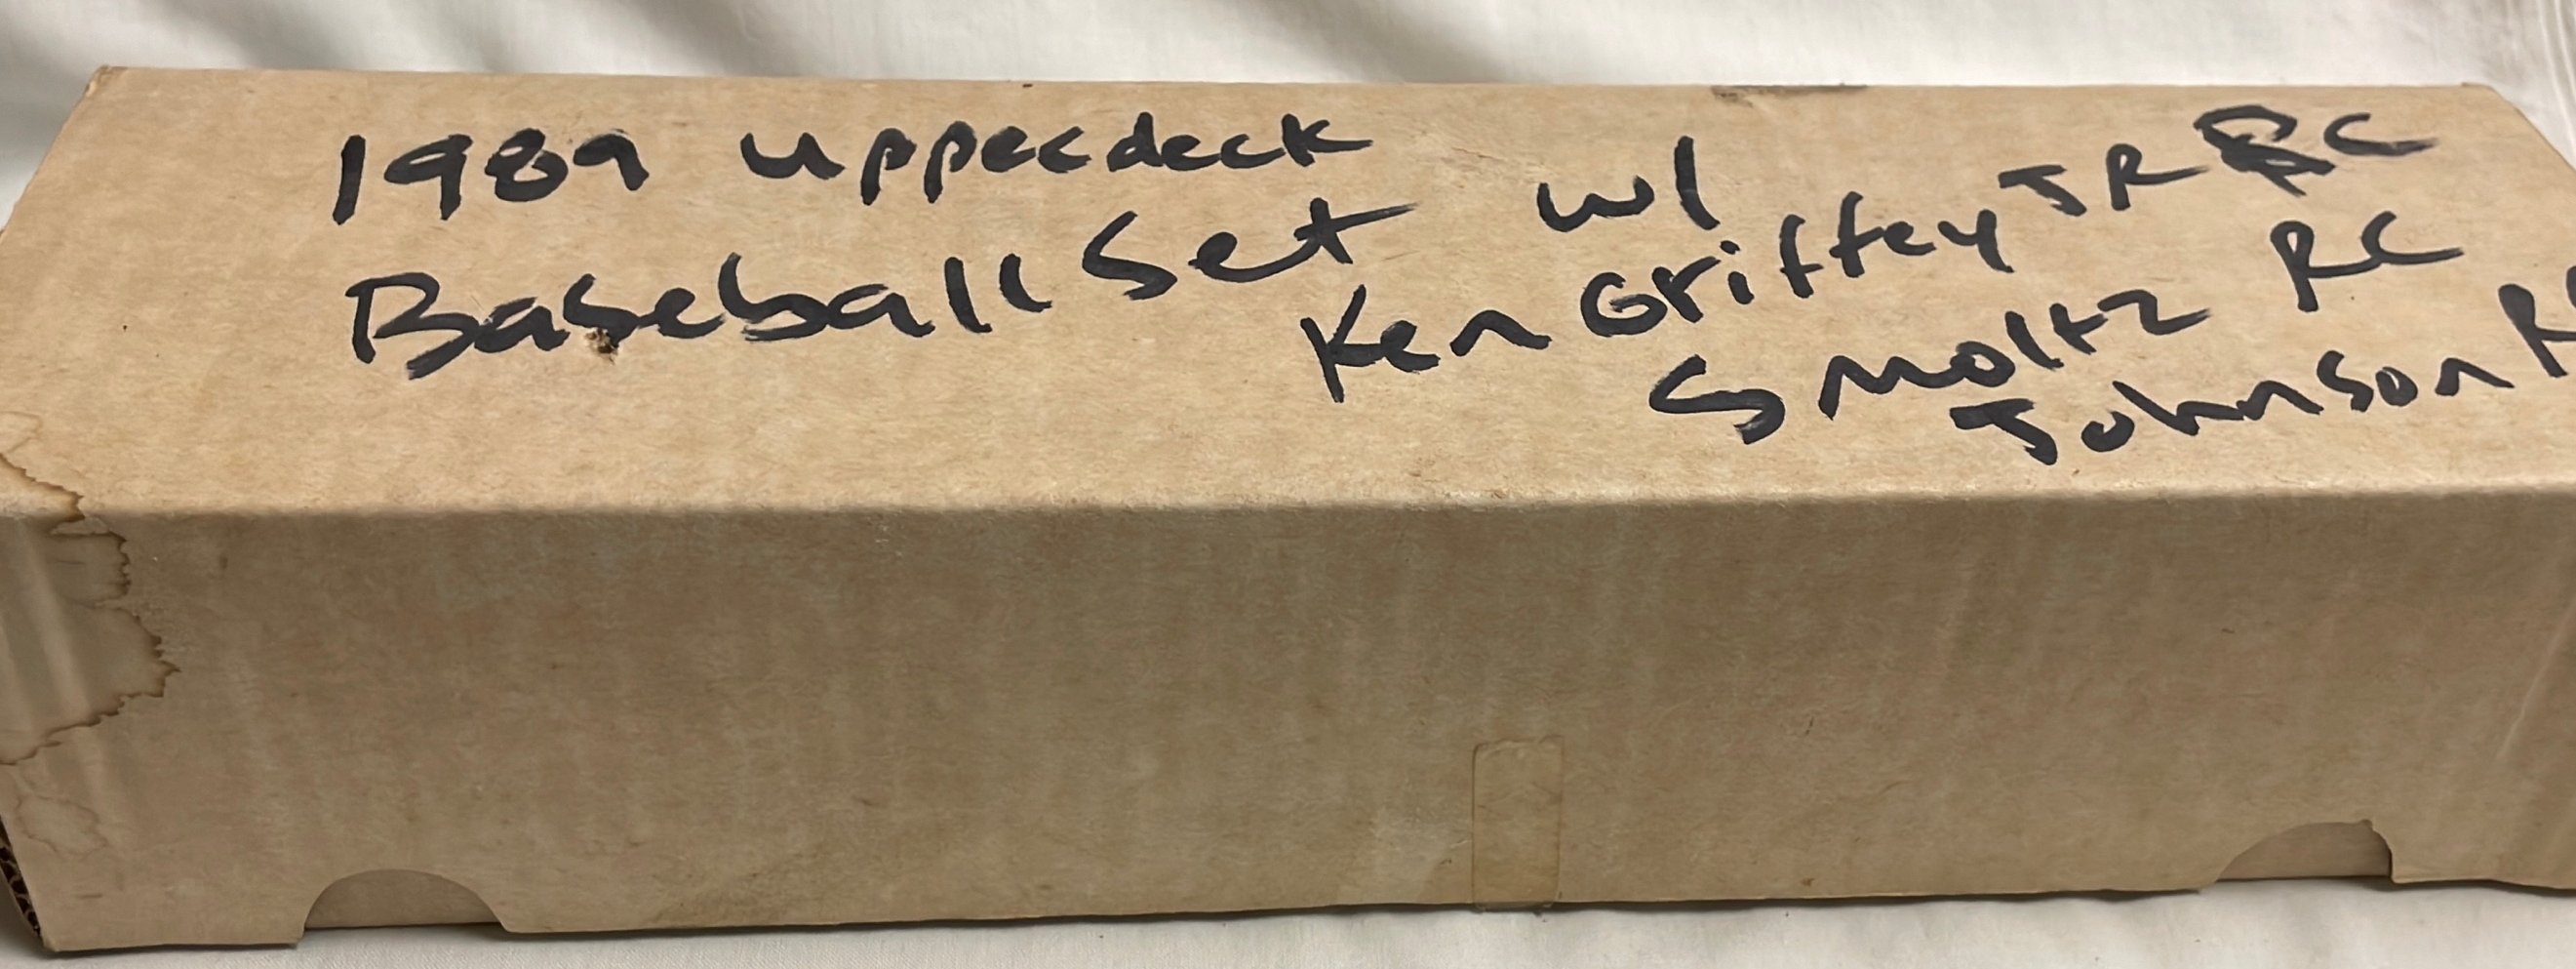 1989 upperdeck
Baseball Set
w/
Ken Griffey JR RC
Smoltz RC
Johnson R